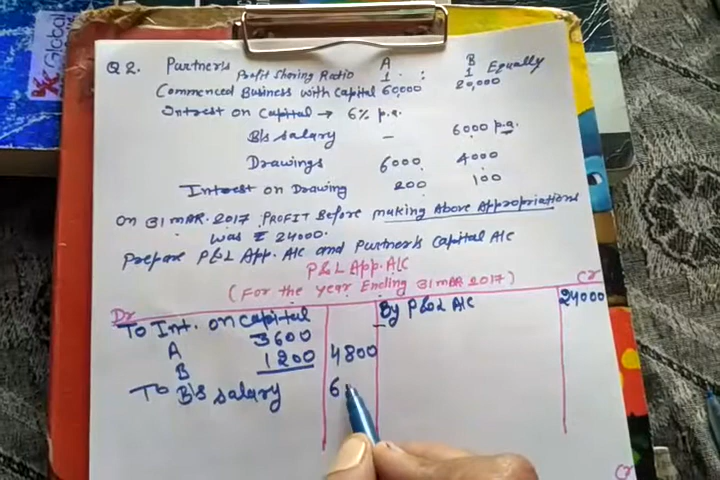 Global
Q 2. Partners A B
Profit Sharing Ratio 1 : 1 Equally
Commenced Business with Capital 60,000 20,000
Interest on Capital → 6% p.a.
B's salary — 6000 p.a.
Drawings 6000 4000
Interest on Drawing 200 100
On 31 MAR. 2017 PROFIT Before making Above Appropriations
was ₹ 24000.
Prepare P&L App. A/C and Partner's Capital A/C
P&L App. A/C
(For the year Ending 31 MAR 2017)
Dr Cr
To Int. on Capital By P&L A/C 24000
A 3600
B 1200 4800
To B's salary 6
Cr